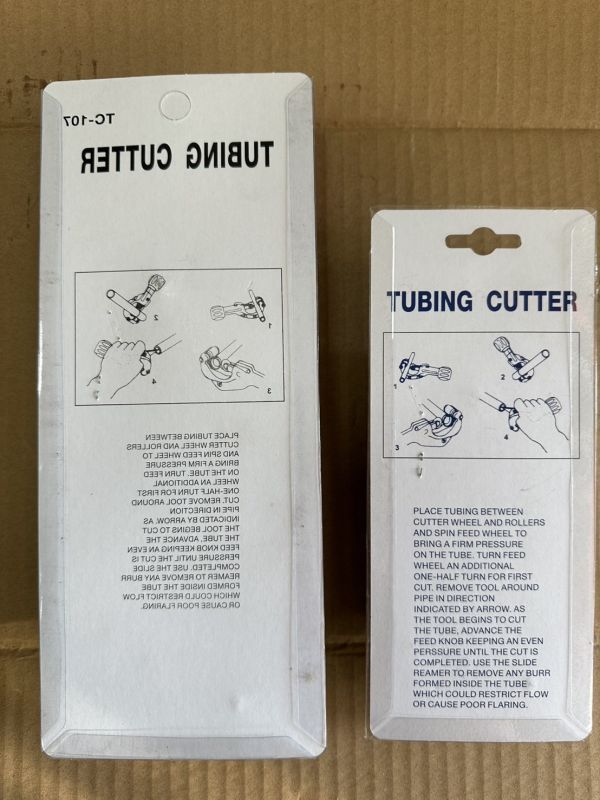 TC-107
TUBING CUTTER
1
2
3
4
PLACE TUBING BETWEEN
CUTTER WHEEL AND ROLLERS
AND SPIN FEED WHEEL TO
BRING A FIRM PRESSURE
ON THE TUBE. TURN FEED
WHEEL AN ADDITIONAL
ONE-HALF TURN FOR FIRST
CUT. REMOVE TOOL AROUND
PIPE IN DIRECTION
INDICATED BY ARROW. AS
THE TOOL BEGINS TO CUT
THE TUBE, ADVANCE THE
FEED KNOB KEEPING AN EVEN
PERSSURE UNTIL THE CUT IS
COMPLETED. USE THE SLIDE
REAMER TO REMOVE ANY BURR
FORMED INSIDE THE TUBE
WHICH COULD RESTRICT FLOW
OR CAUSE POOR FLARING.
TUBING CUTTER
1
2
3
4
PLACE TUBING BETWEEN
CUTTER WHEEL AND ROLLERS
AND SPIN FEED WHEEL TO
BRING A FIRM PRESSURE
ON THE TUBE. TURN FEED
WHEEL AN ADDITIONAL
ONE-HALF TURN FOR FIRST
CUT. REMOVE TOOL AROUND
PIPE IN DIRECTION
INDICATED BY ARROW. AS
THE TOOL BEGINS TO CUT
THE TUBE, ADVANCE THE
FEED KNOB KEEPING AN EVEN
PERSSURE UNTIL THE CUT IS
COMPLETED. USE THE SLIDE
REAMER TO REMOVE ANY BURR
FORMED INSIDE THE TUBE
WHICH COULD RESTRICT FLOW
OR CAUSE POOR FLARING.